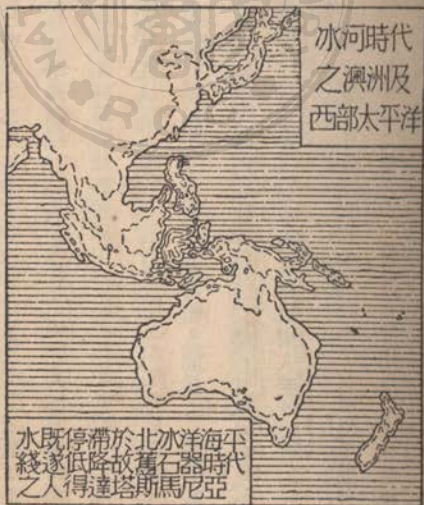 冰河時代
之澳洲及
西部太平洋
水既停滯於北冰洋海平
綫遂低降故舊石器時代
之人得達塔斯馬尼亞